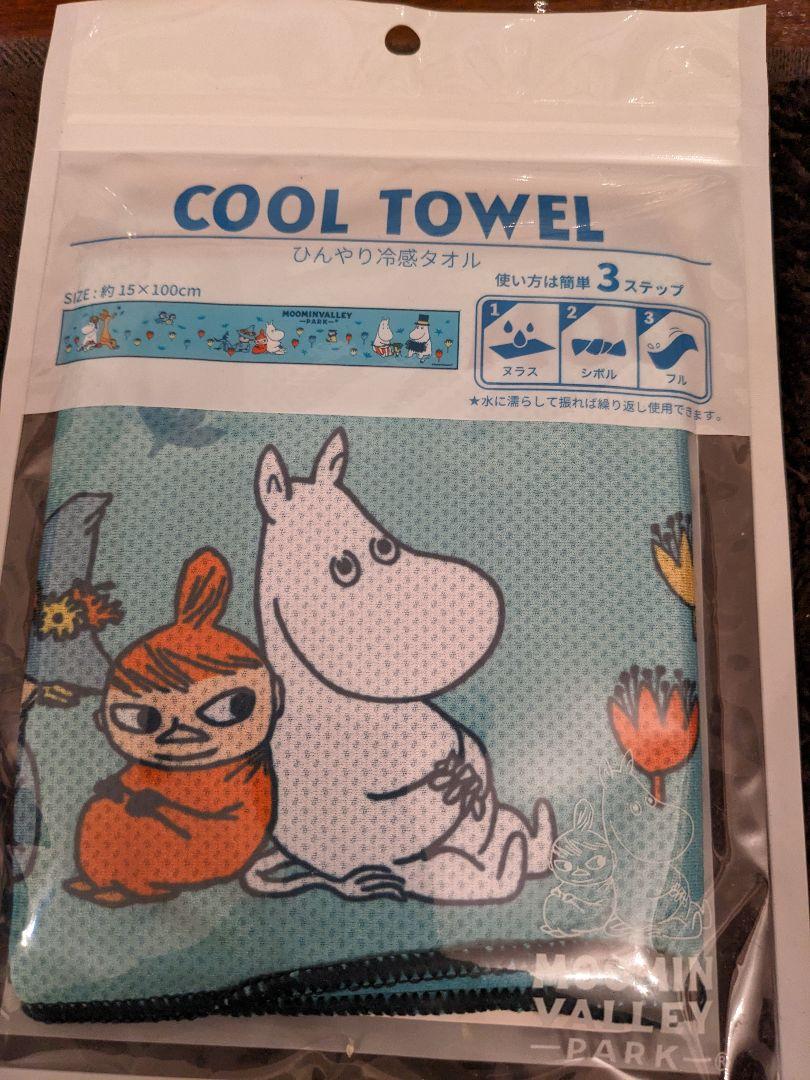 COOL TOWEL
ひんやり冷感タオル
SIZE : 約 15×100cm
MOOMINVALLEY
—PARK—®
使い方は簡単 3 ステップ
1
ヌラス
2
シボル
3
フル
★水に濡らして振れば繰り返し使用できます。
MOOMIN
VALLEY
—PARK—®